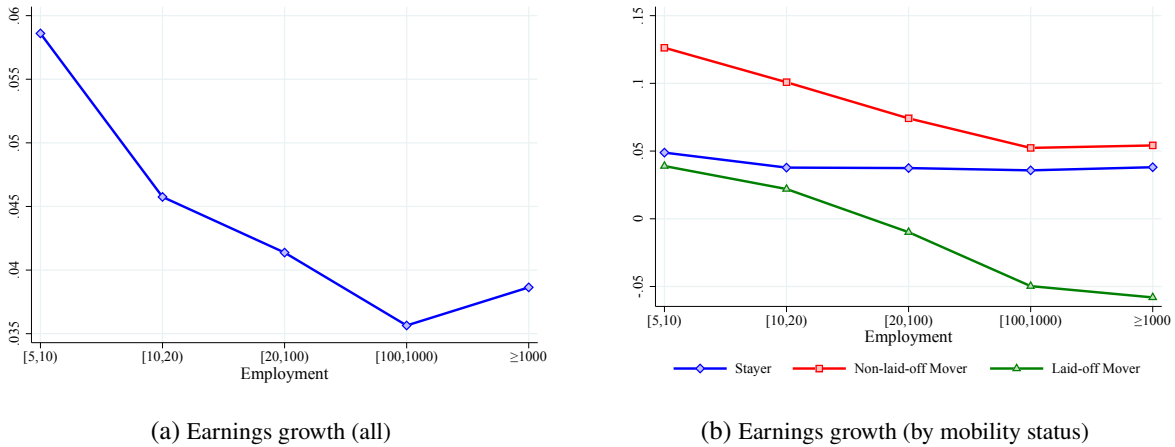 .06
.055
.05
.045
.04
.035
[5,10) [10,20) [20,100) [100,1000) ≥1000
Employment
(a) Earnings growth (all)
.15
.1
.05
0
-.05
[5,10) [10,20) [20,100) [100,1000) ≥1000
Employment
Stayer Non-laid-off Mover Laid-off Mover
(b) Earnings growth (by mobility status)